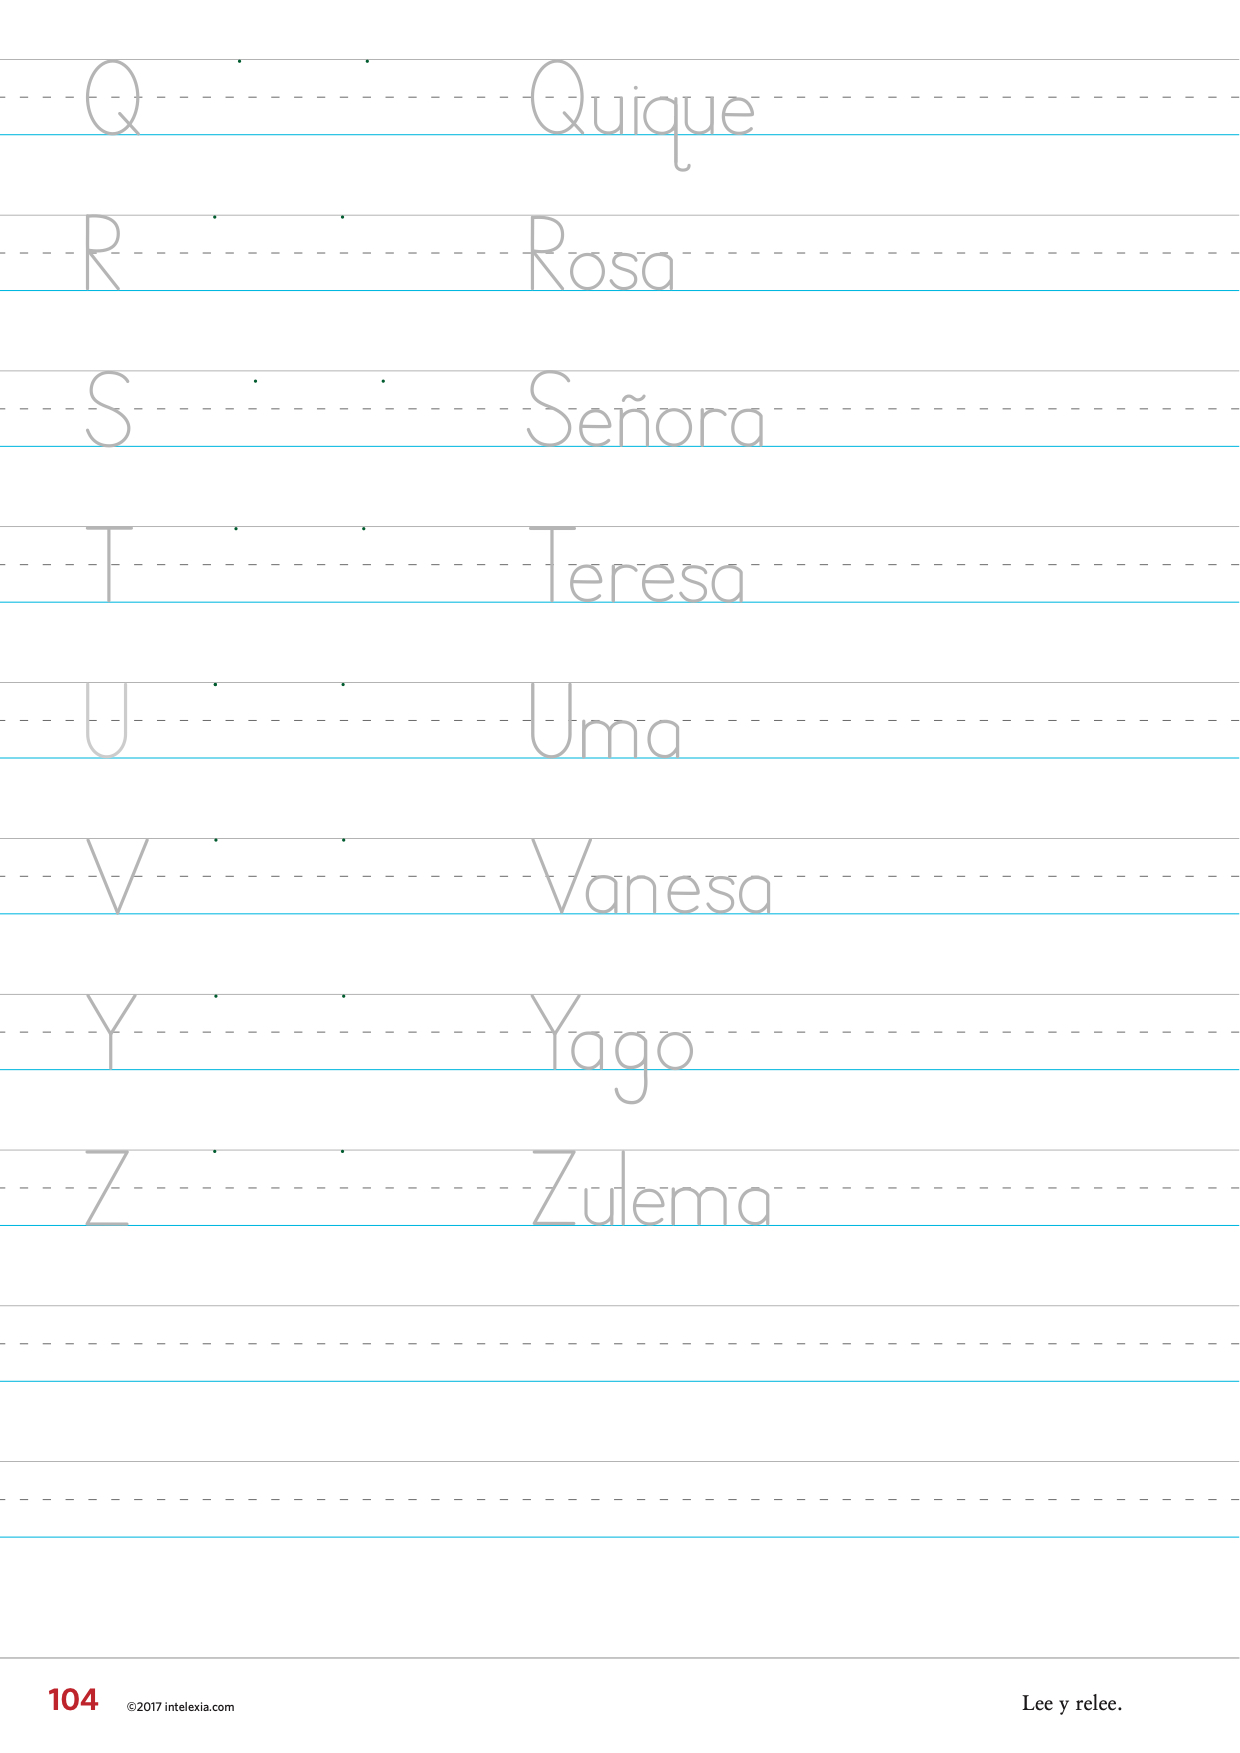 Q Quique
R Rosa
S Señora
T Teresa
U Uma
V Vanesa
Y Yago
Z Zulema
104 ©2017 intelexia.com Lee y relee.